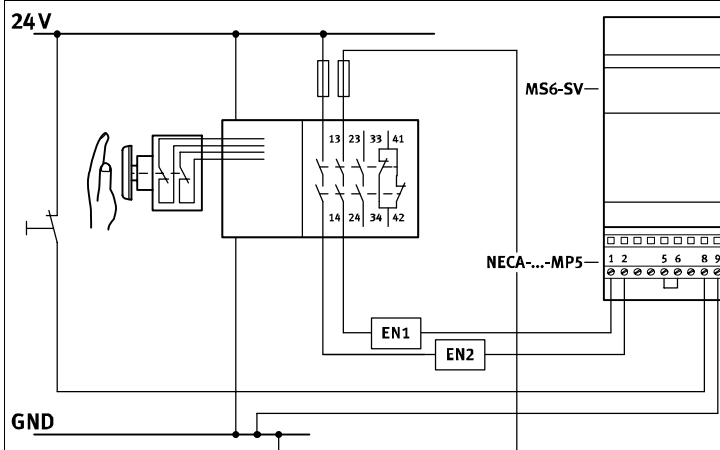 24V
MS6-SV
13 23 33 41
14 24 34 42
NECA-...-MP5
1 2 5 6 8 9
EN1
EN2
GND